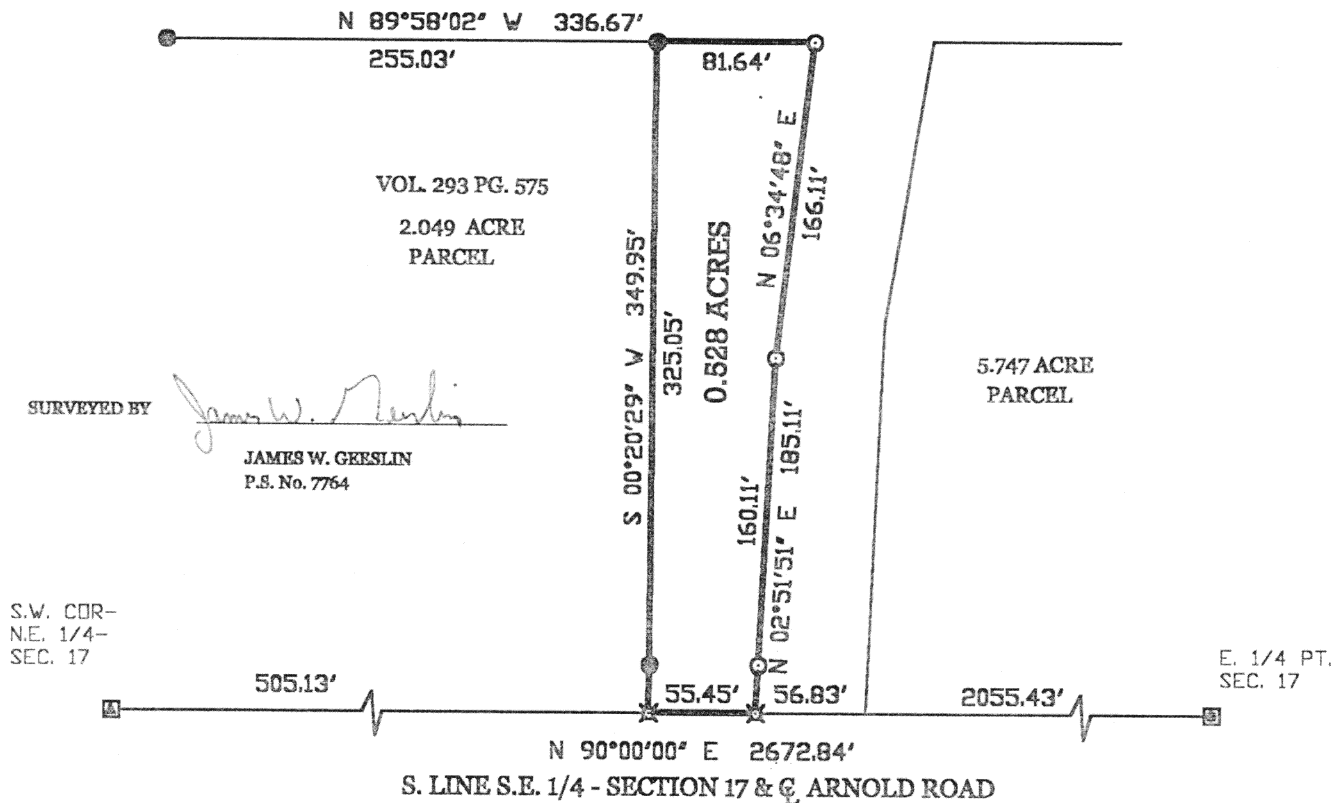 N 89°58'02" W 336.67'
255.03'
81.64'
VOL. 293 PG. 575
2.049 ACRE
PARCEL
S 00°20'29" W 349.95'
325.05'
0.528 ACRES
N 06°34'48" E
166.11'
160.11'
N 02°51'51" E 185.11'
5.747 ACRE
PARCEL
SURVEYED BY James W. Geeslin
JAMES W. GEESLIN
P.S. No. 7764
S.W. COR-
N.E. 1/4-
SEC. 17
E. 1/4 PT.
SEC. 17
505.13'
55.45'
56.83'
2055.43'
N 90°00'00" E 2672.84'
S. LINE S.E. 1/4 - SECTION 17 & ℄ ARNOLD ROAD